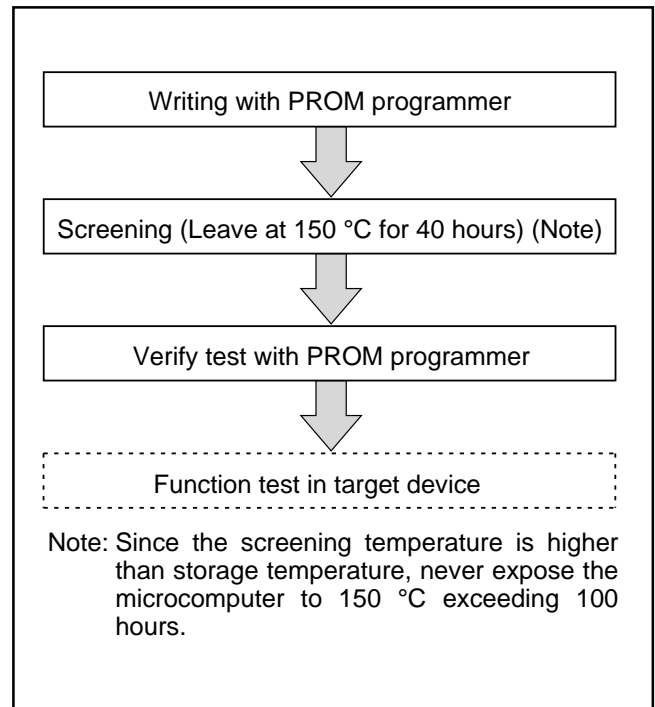 Writing with PROM programmer
Screening (Leave at 150 °C for 40 hours) (Note)
Verify test with PROM programmer
Function test in target device
Note: Since the screening temperature is higher
than storage temperature, never expose the
microcomputer to 150 °C exceeding 100
hours.